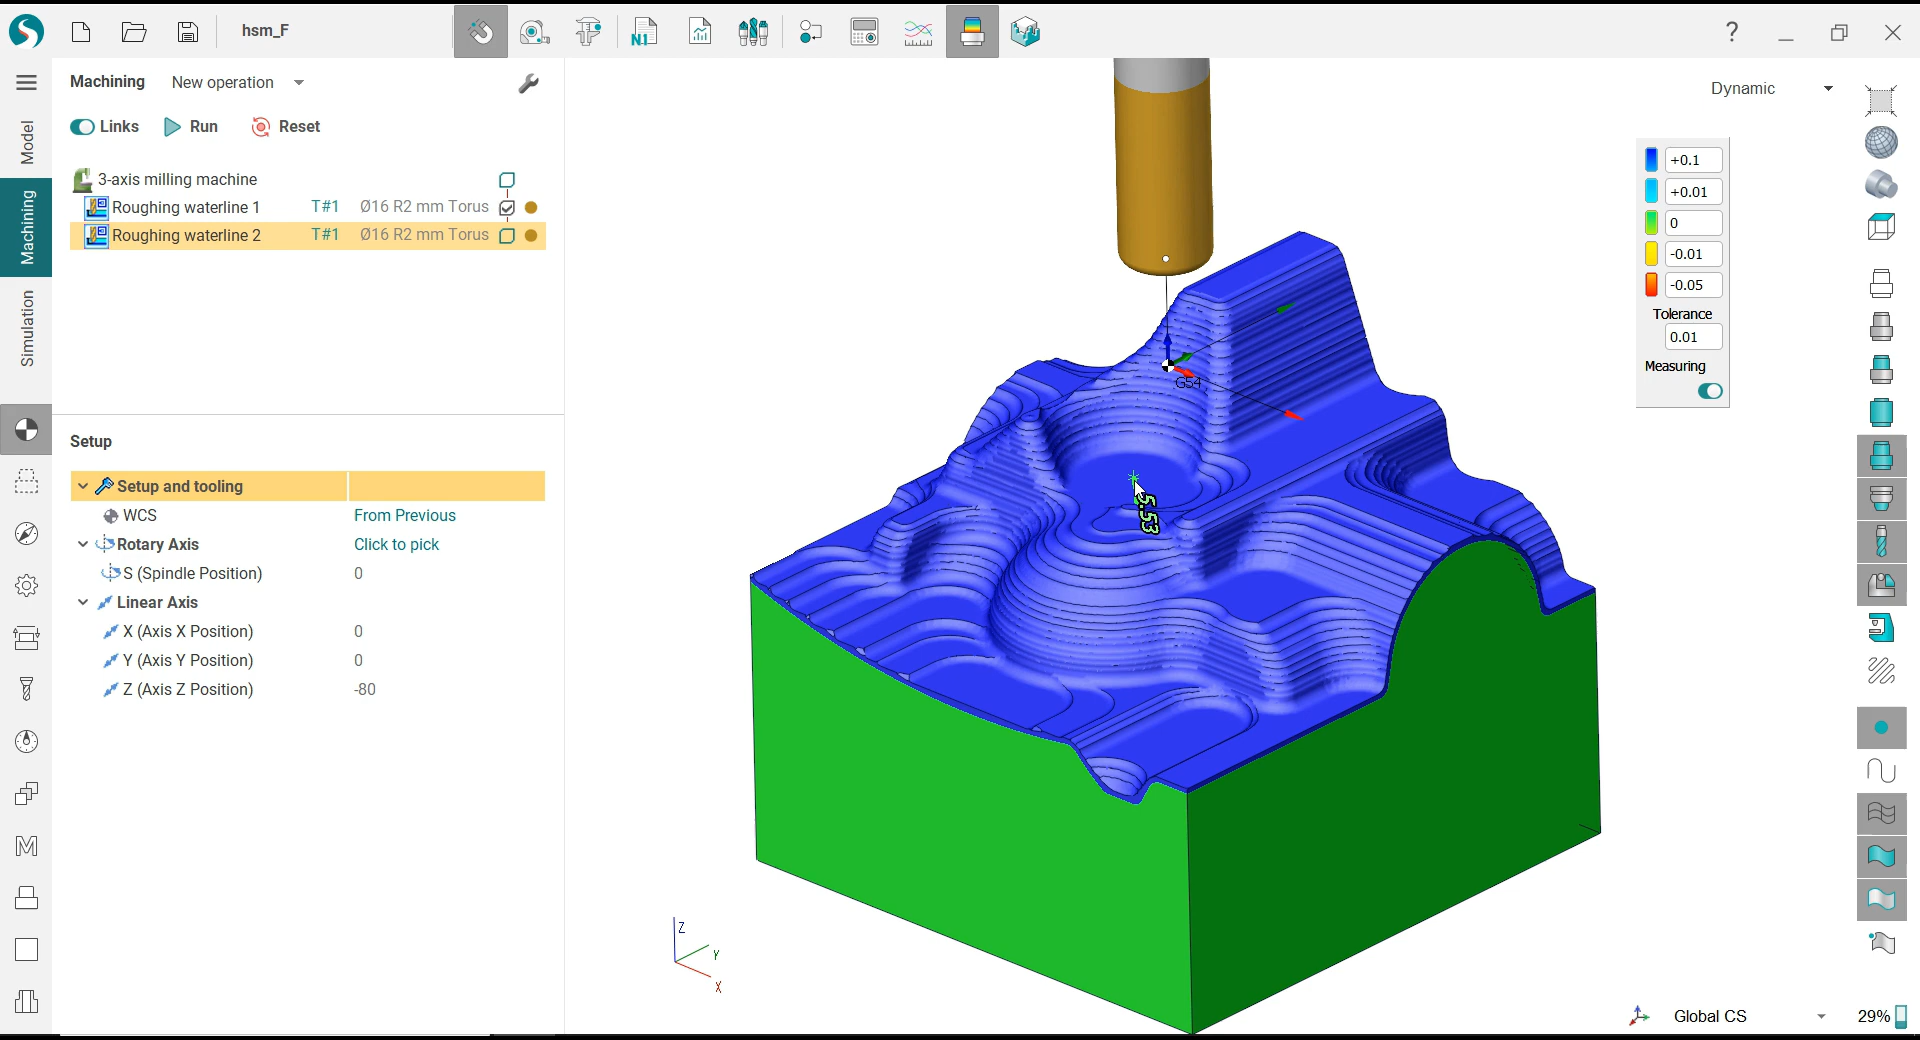 hsm_F
N1
?
Machining New operation
Links Run Reset
3-axis milling machine
Roughing waterline 1 T#1 Ø16 R2 mm Torus
Roughing waterline 2 T#1 Ø16 R2 mm Torus
Model
Machining
Simulation
Setup
Setup and tooling
WCS From Previous
Rotary Axis Click to pick
S (Spindle Position) 0
Linear Axis
X (Axis X Position) 0
Y (Axis Y Position) 0
Z (Axis Z Position) -80
M
Dynamic
+0.1
+0.01
0
-0.01
-0.05
Tolerance
0.01
Measuring
G54
5.53
Z
Y
X
Global CS 29%